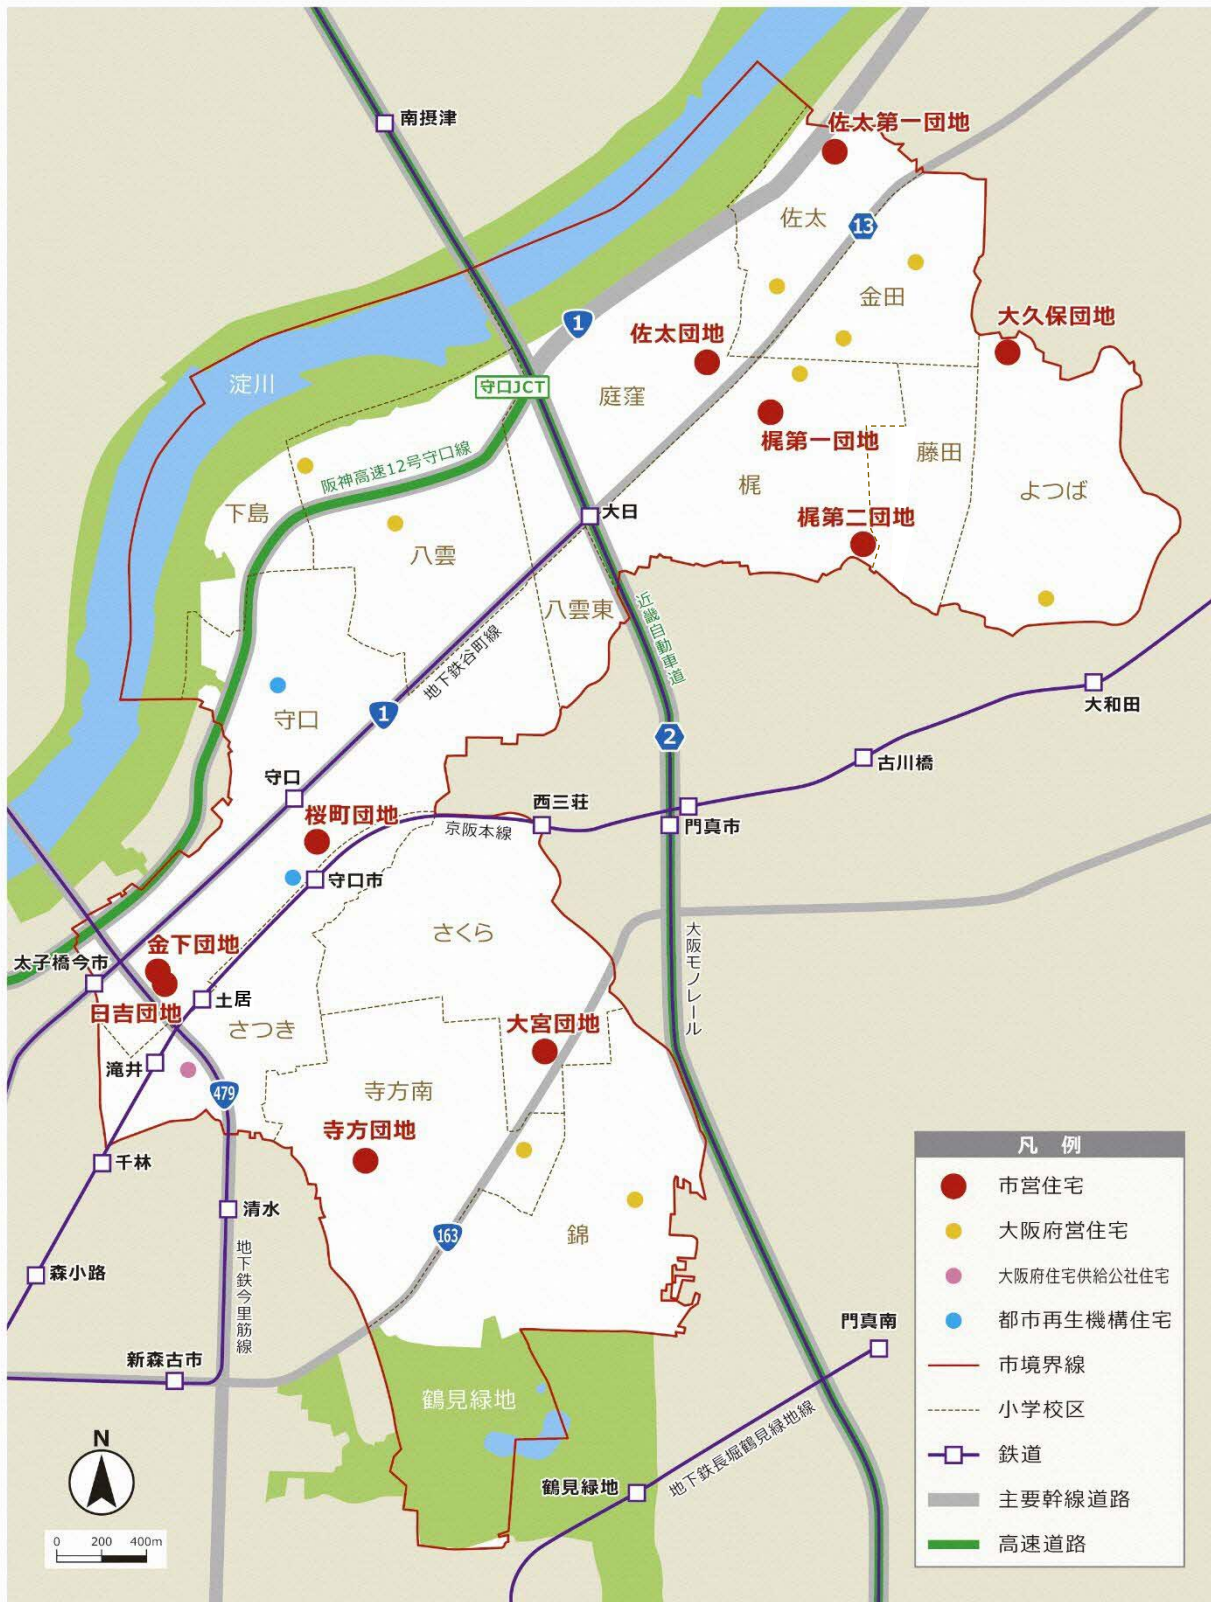 南摂津
佐太第一団地
佐太
13
金田
大久保団地
1
佐太団地
淀川
守口JCT
庭窪
梶第一団地
藤田
阪神高速12号守口線
梶
よつば
下島
大日
梶第二団地
八雲
八雲東
近畿自動車道
地下鉄谷町線
守口
1
2
大和田
古川橋
守口
西三荘
桜町団地
京阪本線
門真市
守口市
さくら
大阪モノレール
金下団地
太子橋今市
土居
日吉団地
さつき
大宮団地
滝井
479
寺方南
寺方団地
千林
清水
163
錦
地下鉄今里筋線
森小路
門真南
新森古市
鶴見緑地
地下鉄長堀鶴見緑地線
鶴見緑地
N
0 200 400m
凡 例
市営住宅
大阪府営住宅
大阪府住宅供給公社住宅
都市再生機構住宅
市境界線
小学校区
鉄道
主要幹線道路
高速道路